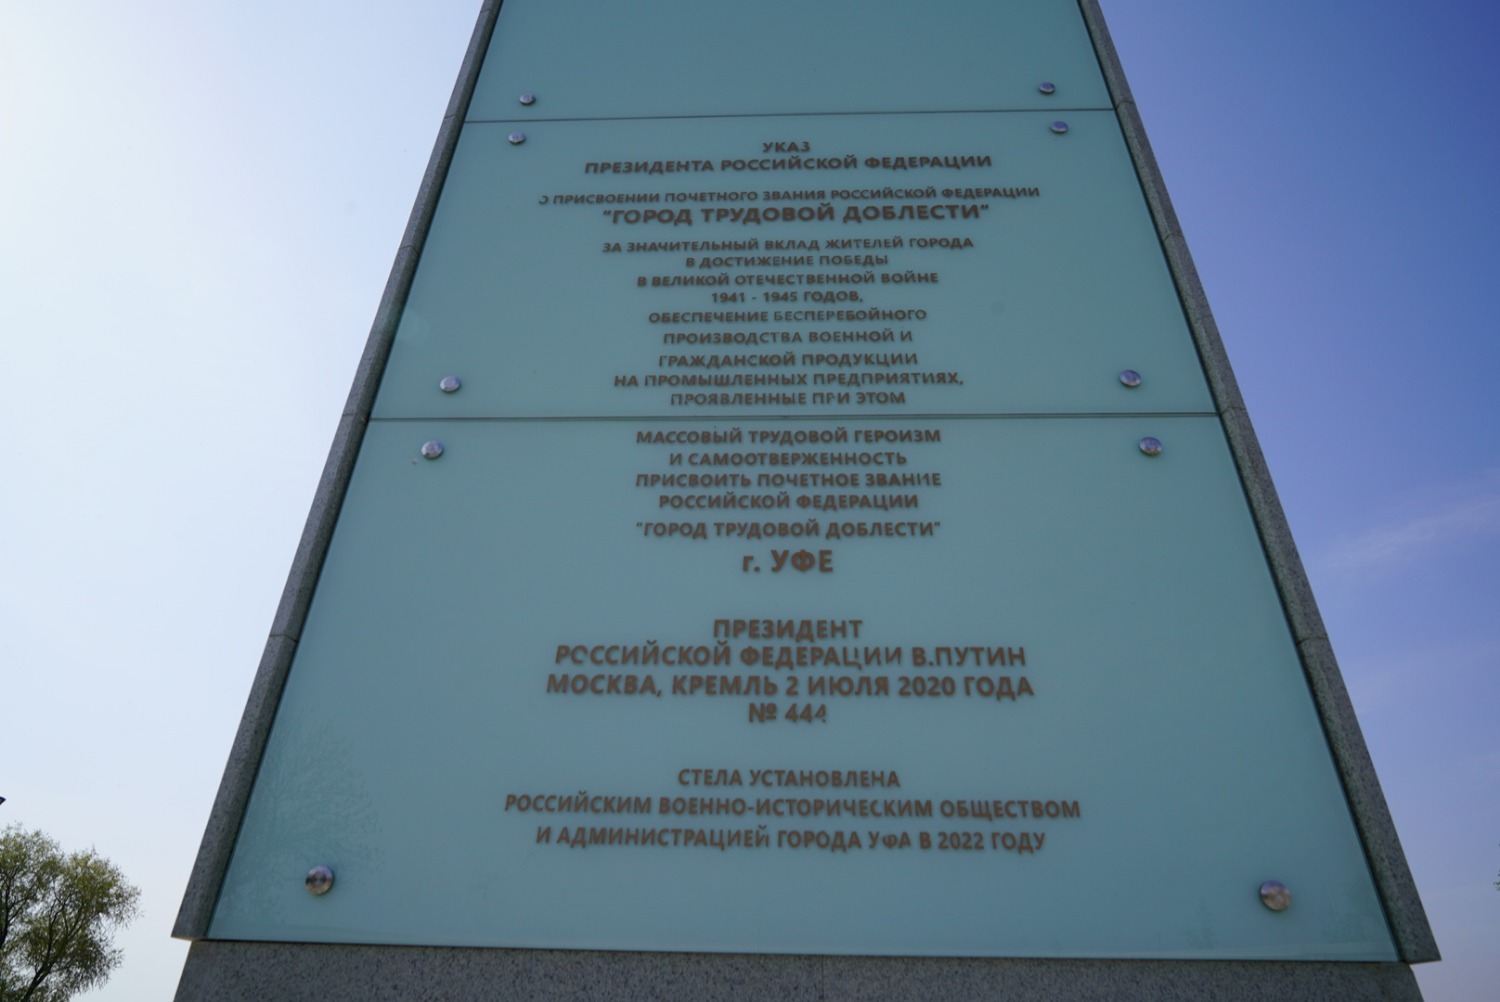 УКАЗ
ПРЕЗИДЕНТА РОССИЙСКОЙ ФЕДЕРАЦИИ
О ПРИСВОЕНИИ ПОЧЕТНОГО ЗВАНИЯ РОССИЙСКОЙ ФЕДЕРАЦИИ
"ГОРОД ТРУДОВОЙ ДОБЛЕСТИ"
ЗА ЗНАЧИТЕЛЬНЫЙ ВКЛАД ЖИТЕЛЕЙ ГОРОДА
В ДОСТИЖЕНИЕ ПОБЕДЫ
В ВЕЛИКОЙ ОТЕЧЕСТВЕННОЙ ВОЙНЕ
1941 - 1945 ГОДОВ,
ОБЕСПЕЧЕНИЕ БЕСПЕРЕБОЙНОГО
ПРОИЗВОДСТВА ВОЕННОЙ И
ГРАЖДАНСКОЙ ПРОДУКЦИИ
НА ПРОМЫШЛЕННЫХ ПРЕДПРИЯТИЯХ,
ПРОЯВЛЕННЫЕ ПРИ ЭТОМ
МАССОВЫЙ ТРУДОВОЙ ГЕРОИЗМ
И САМООТВЕРЖЕННОСТЬ
ПРИСВОИТЬ ПОЧЕТНОЕ ЗВАНИЕ
РОССИЙСКОЙ ФЕДЕРАЦИИ
"ГОРОД ТРУДОВОЙ ДОБЛЕСТИ"
г. УФЕ
ПРЕЗИДЕНТ
РОССИЙСКОЙ ФЕДЕРАЦИИ В.ПУТИН
МОСКВА, КРЕМЛЬ 2 ИЮЛЯ 2020 ГОДА
№ 444
СТЕЛА УСТАНОВЛЕНА
РОССИЙСКИМ ВОЕННО-ИСТОРИЧЕСКИМ ОБЩЕСТВОМ
И АДМИНИСТРАЦИЕЙ ГОРОДА УФА В 2022 ГОДУ